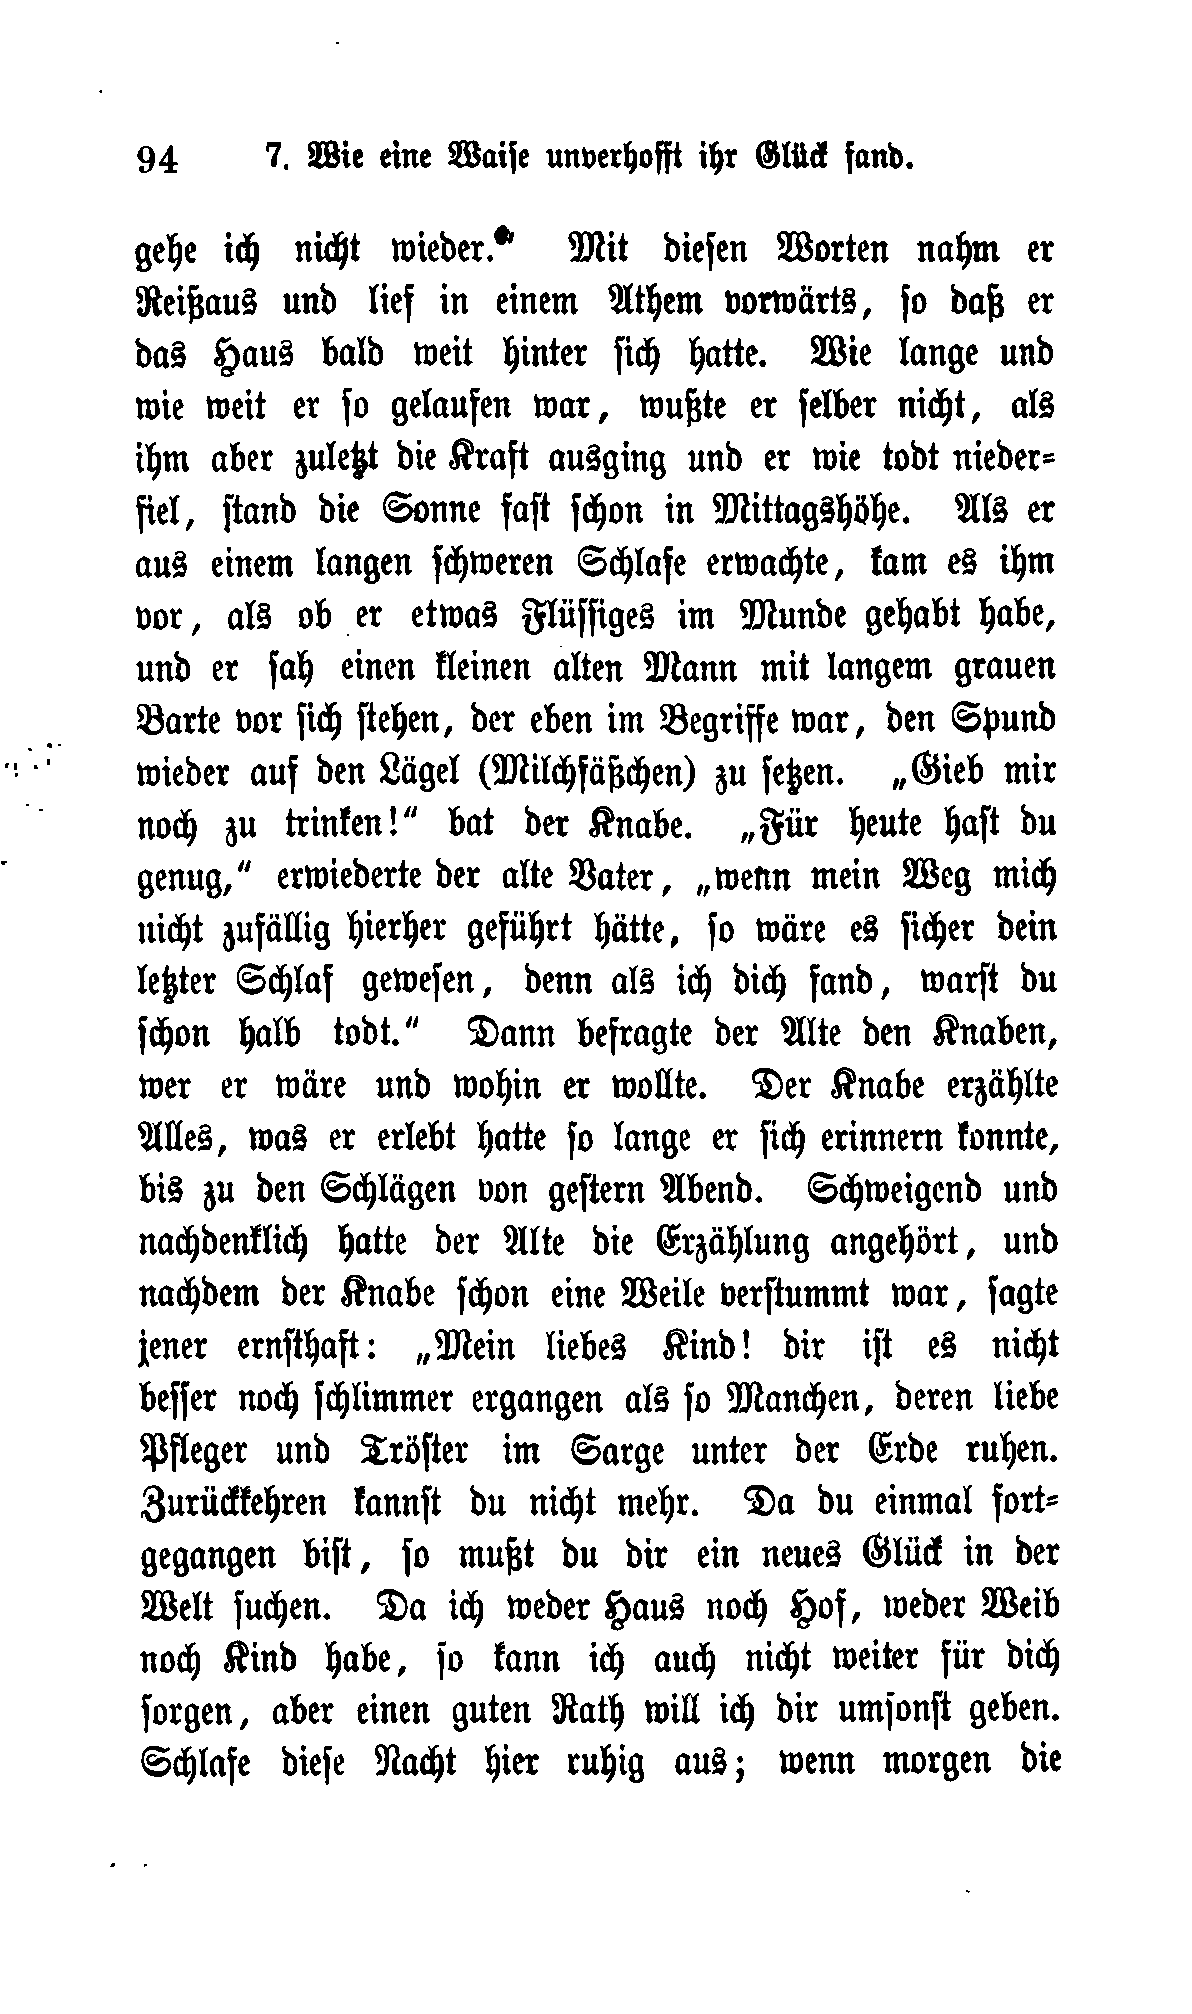 94 7. Wie eine Waise unverhofft ihr Glück fand.
gehe ich nicht wieder.“ Mit diesen Worten nahm er
Reißaus und lief in einem Athem vorwärts, so daß er
das Haus bald weit hinter sich hatte. Wie lange und
wie weit er so gelaufen war, wußte er selber nicht, als
ihm aber zuletzt die Kraft ausging und er wie todt nieder-
fiel, stand die Sonne fast schon in Mittagshöhe. Als er
aus einem langen schweren Schlafe erwachte, kam es ihm
vor, als ob er etwas Flüssiges im Munde gehabt habe,
und er sah einen kleinen alten Mann mit langem grauen
Barte vor sich stehen, der eben im Begriffe war, den Spund
wieder auf den Lägel (Milchfäßchen) zu setzen. „Gieb mir
noch zu trinken!“ bat der Knabe. „Für heute hast du
genug,“ erwiederte der alte Vater, „wenn mein Weg mich
nicht zufällig hierher geführt hätte, so wäre es sicher dein
letzter Schlaf gewesen, denn als ich dich fand, warst du
schon halb todt.“ Dann befragte der Alte den Knaben,
wer er wäre und wohin er wollte. Der Knabe erzählte
Alles, was er erlebt hatte so lange er sich erinnern konnte,
bis zu den Schlägen von gestern Abend. Schweigend und
nachdenklich hatte der Alte die Erzählung angehört, und
nachdem der Knabe schon eine Weile verstummt war, sagte
jener ernsthaft: „Mein liebes Kind! dir ist es nicht
besser noch schlimmer ergangen als so Manchen, deren liebe
Pfleger und Tröster im Sarge unter der Erde ruhen.
Zurückkehren kannst du nicht mehr. Da du einmal fort-
gegangen bist, so mußt du dir ein neues Glück in der
Welt suchen. Da ich weder Haus noch Hof, weder Weib
noch Kind habe, so kann ich auch nicht weiter für dich
sorgen, aber einen guten Rath will ich dir umsonst geben.
Schlafe diese Nacht hier ruhig aus; wenn morgen die